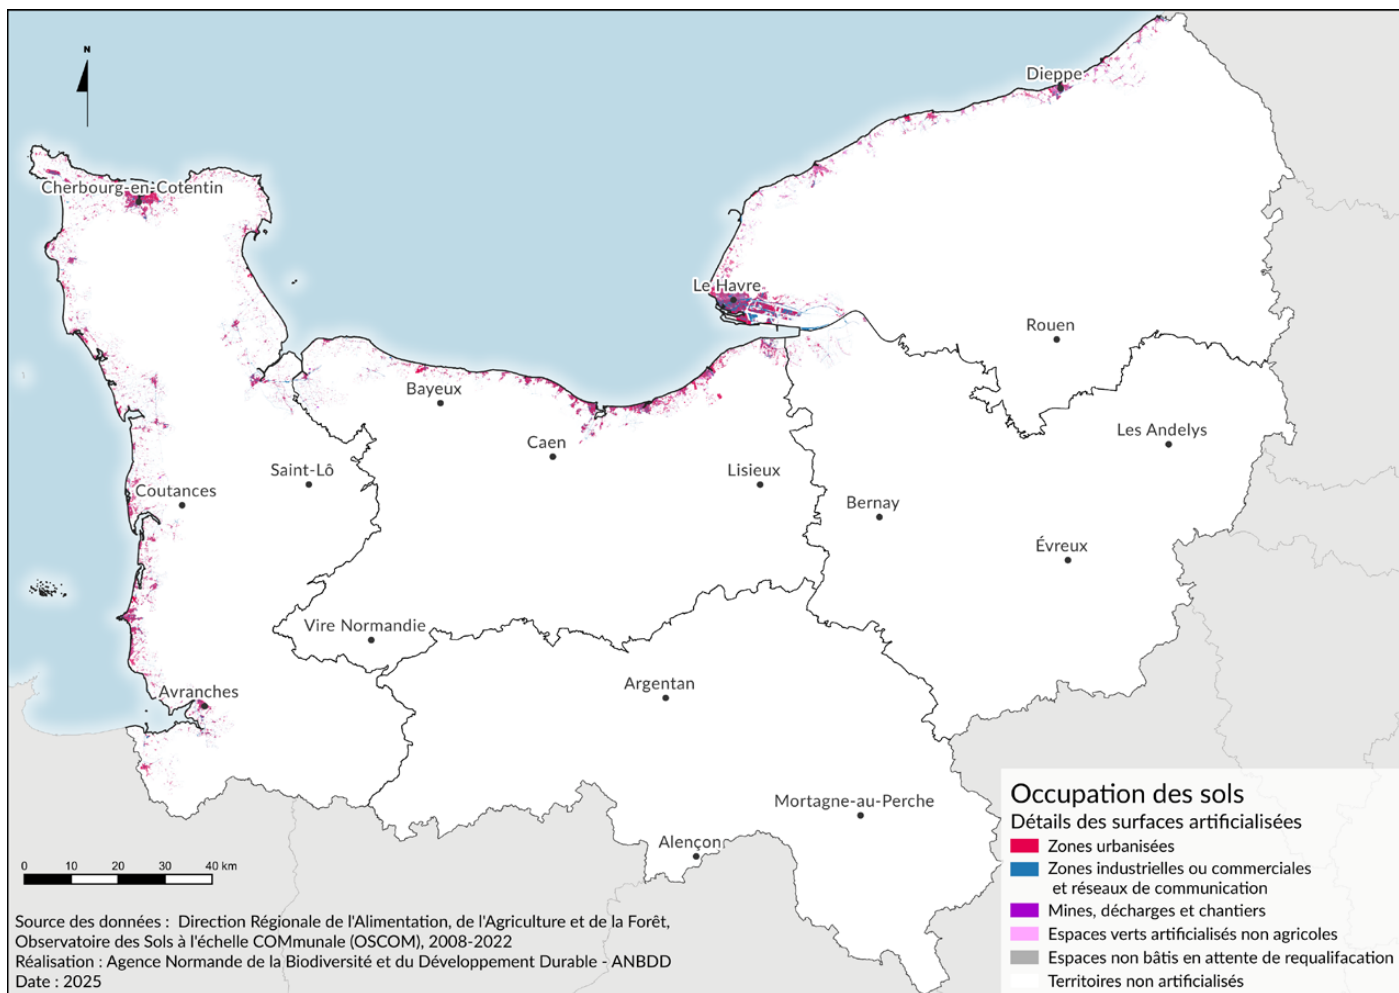 N
Dieppe
Cherbourg-en-Cotentin
Le Havre
Rouen
Bayeux
Caen
Les Andelys
Saint-Lô
Lisieux
Coutances
Bernay
Évreux
Vire Normandie
Argentan
Avranches
Mortagne-au-Perche
Alençon
0 10 20 30 40 km
Occupation des sols
Détails des surfaces artificialisées
Zones urbanisées
Zones industrielles ou commerciales
et réseaux de communication
Mines, décharges et chantiers
Espaces verts artificialisés non agricoles
Espaces non bâtis en attente de requalifacation
Territoires non artificialisés
Source des données : Direction Régionale de l'Alimentation, de l'Agriculture et de la Forêt,
Observatoire des Sols à l'échelle COMmunale (OSCOM), 2008-2022
Réalisation : Agence Normande de la Biodiversité et du Développement Durable - ANBDD
Date : 2025